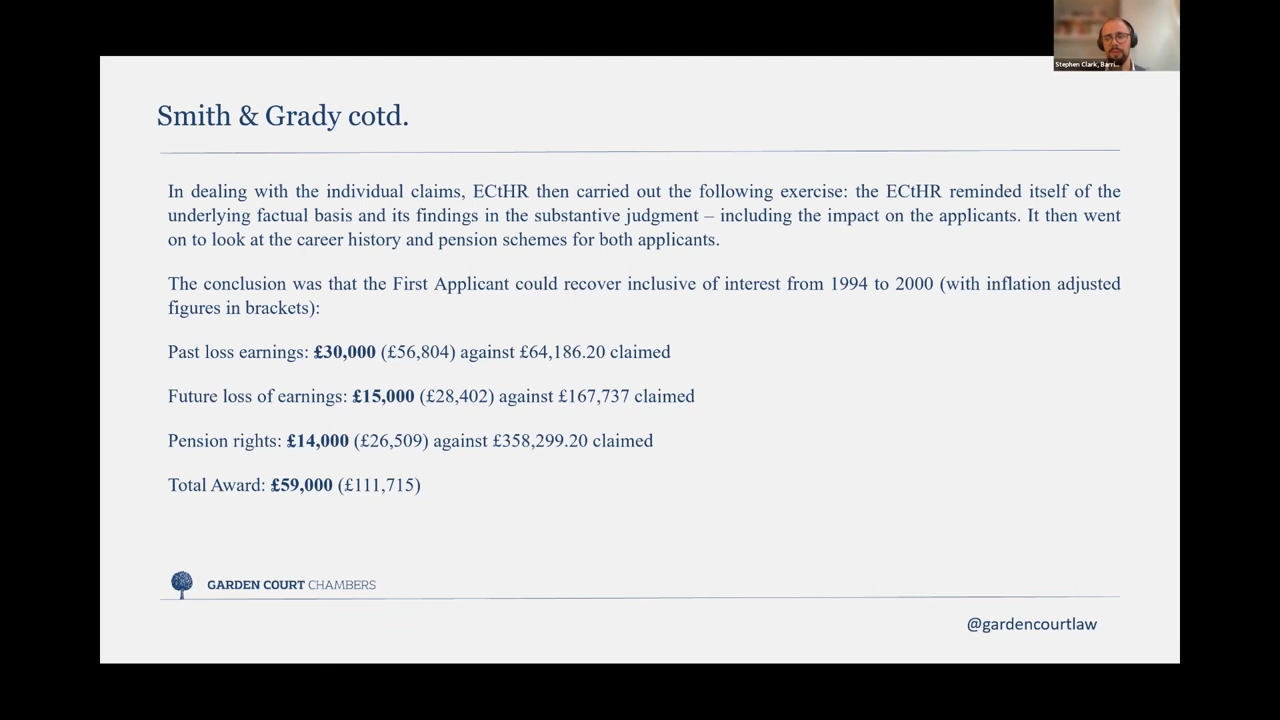 Stephen Clark, Barri...
Smith & Grady cotd.
In dealing with the individual claims, ECtHR then carried out the following exercise: the ECtHR reminded itself of the
underlying factual basis and its findings in the substantive judgment – including the impact on the applicants. It then went
on to look at the career history and pension schemes for both applicants.
The conclusion was that the First Applicant could recover inclusive of interest from 1994 to 2000 (with inflation adjusted
figures in brackets):
Past loss earnings: £30,000 (£56,804) against £64,186.20 claimed
Future loss of earnings: £15,000 (£28,402) against £167,737 claimed
Pension rights: £14,000 (£26,509) against £358,299.20 claimed
Total Award: £59,000 (£111,715)
GARDEN COURT CHAMBERS
@gardencourtlaw